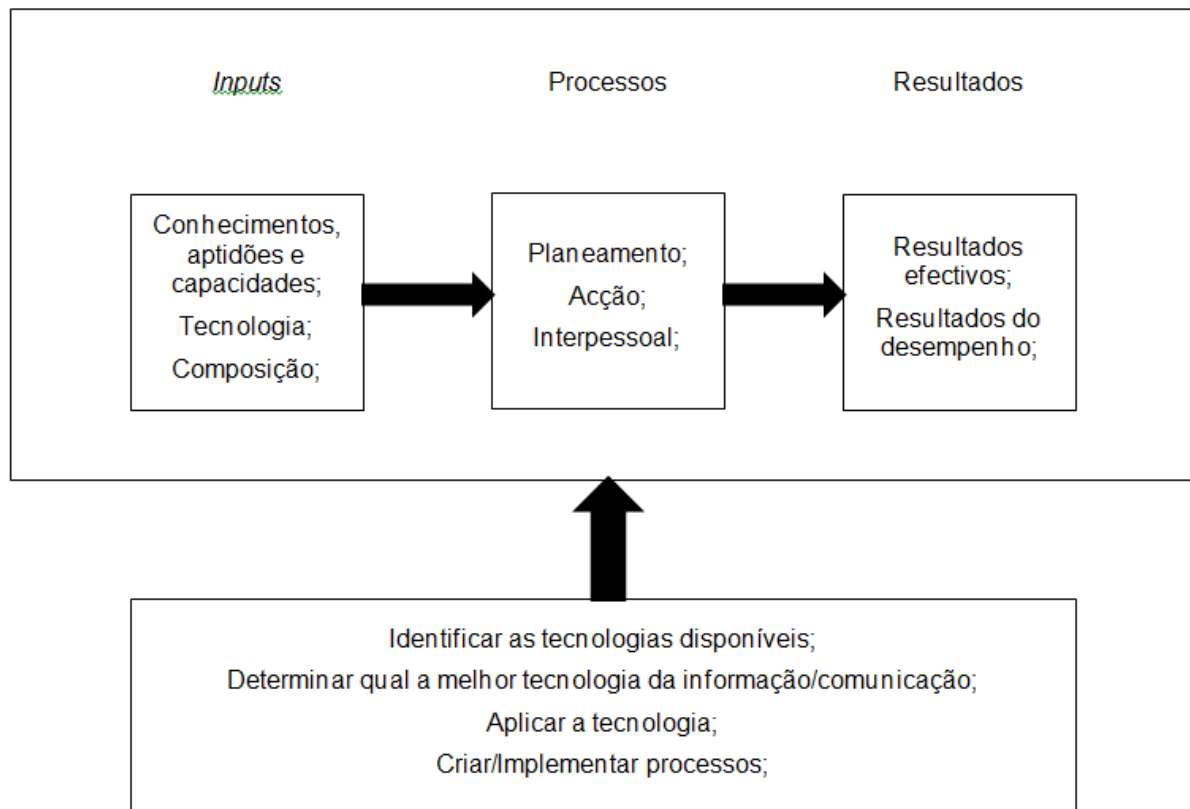 Inputs
Processos
Resultados
Conhecimentos,
aptidões e
capacidades;
Tecnologia;
Composição;
Planeamento;
Acção;
Interpessoal;
Resultados
efectivos;
Resultados do
desempenho;
Identificar as tecnologias disponíveis;
Determinar qual a melhor tecnologia da informação/comunicação;
Aplicar a tecnologia;
Criar/Implementar processos;